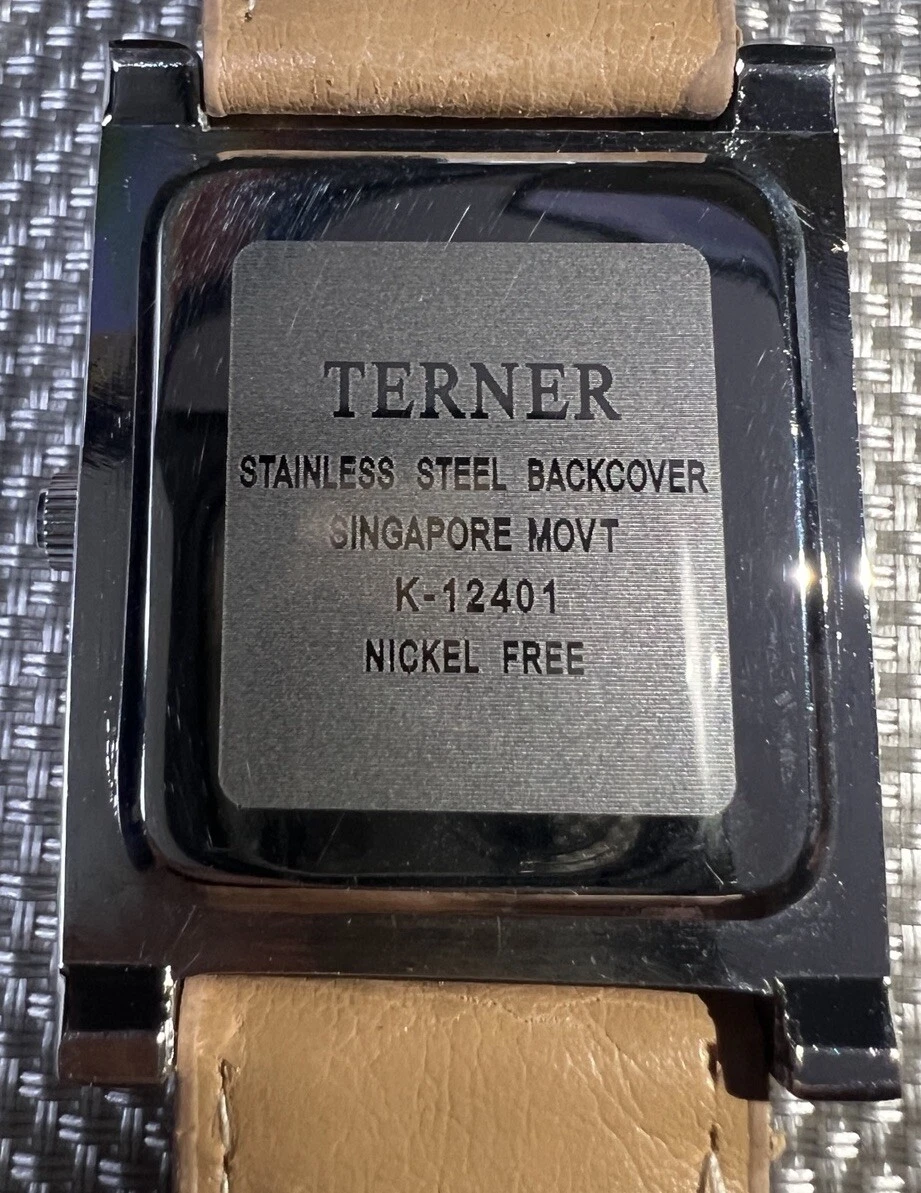 TERNER
STAINLESS STEEL BACKCOVER
SINGAPORE MOVT
K-12401
NICKEL FREE